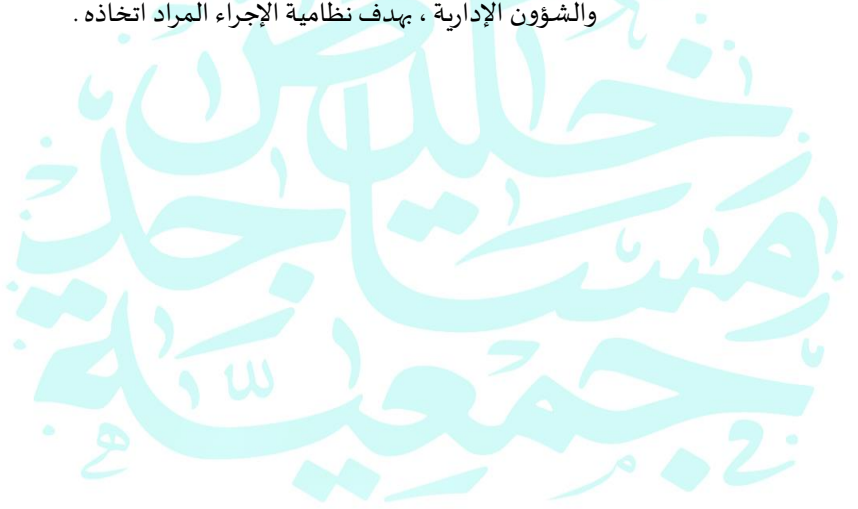 والشؤون الإدارية ، بهدف نظامية الإجراء المراد اتخاذه .
جمعية مساجد خليص